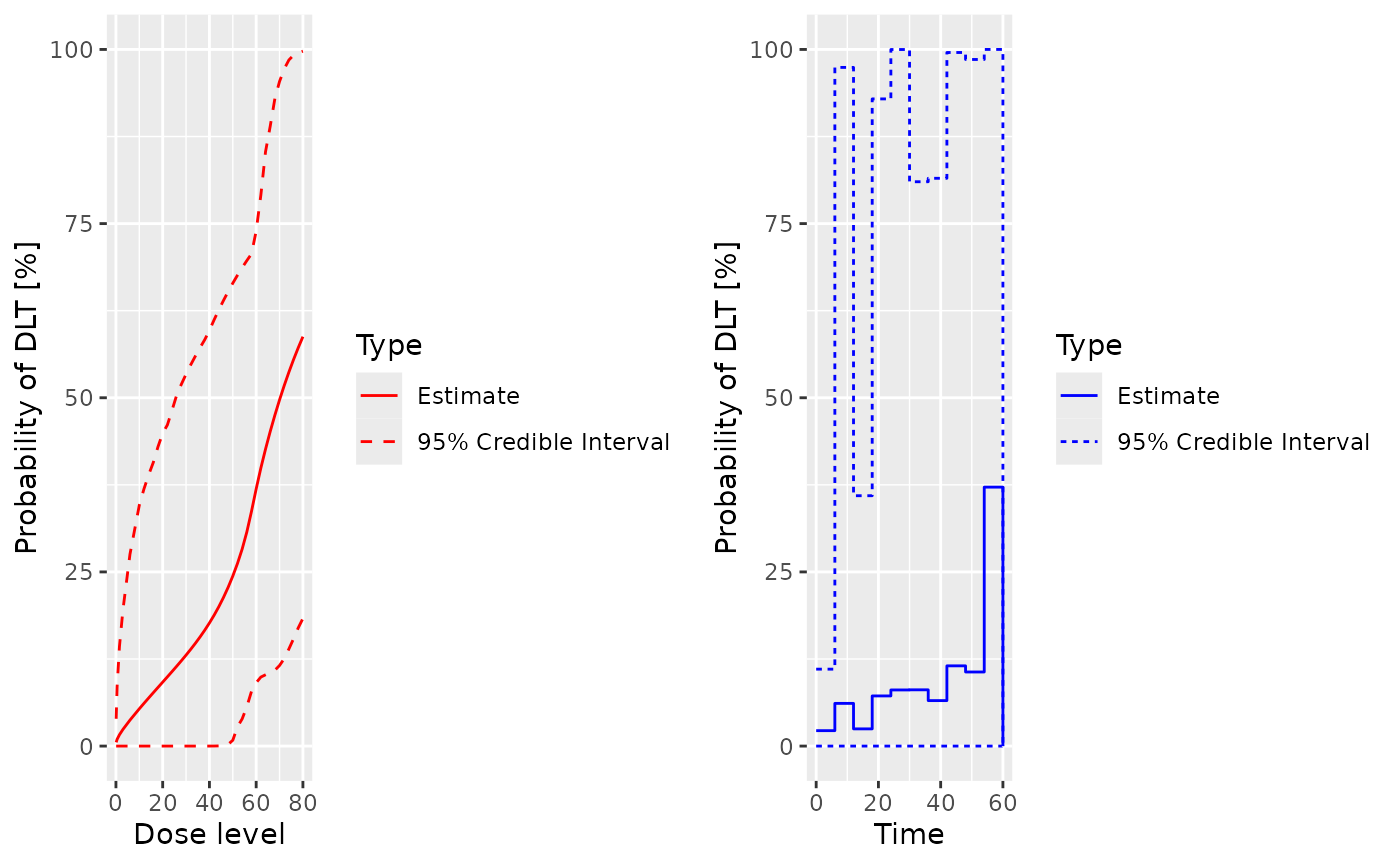 Probability of DLT [%]
100
75
50
25
0
0 20 40 60 80
Dose level
Type
Estimate
95% Credible Interval
Probability of DLT [%]
100
75
50
25
0
0 20 40 60
Time
Type
Estimate
95% Credible Interval